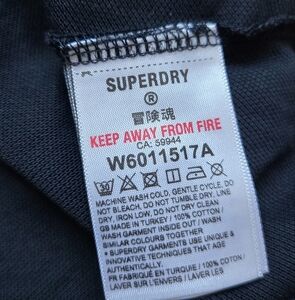 SUPERDRY
®
冒険魂
KEEP AWAY FROM FIRE
CA: 59944
W6011517A
30
MACHINE WASH COLD, GENTLE CYCLE, DO
NOT BLEACH, DO NOT TUMBLE DRY, LINE
DRY, IRON LOW, DO NOT DRY CLEAN
GB MADE IN TURKEY / 100% COTTON /
WASH GARMENT INSIDE OUT / WASH
SIMILAR COLOURS TOGETHER
* SUPERDRY GARMENTS USE UNIQUE &
INNOVATIVE TECHNIQUES THAT AGE
AUTHENTICALLY
FR FABRIQUÉ EN TURQUIE / 100% COTON /
LAVER SUR L'ENVERS / LAVER LES